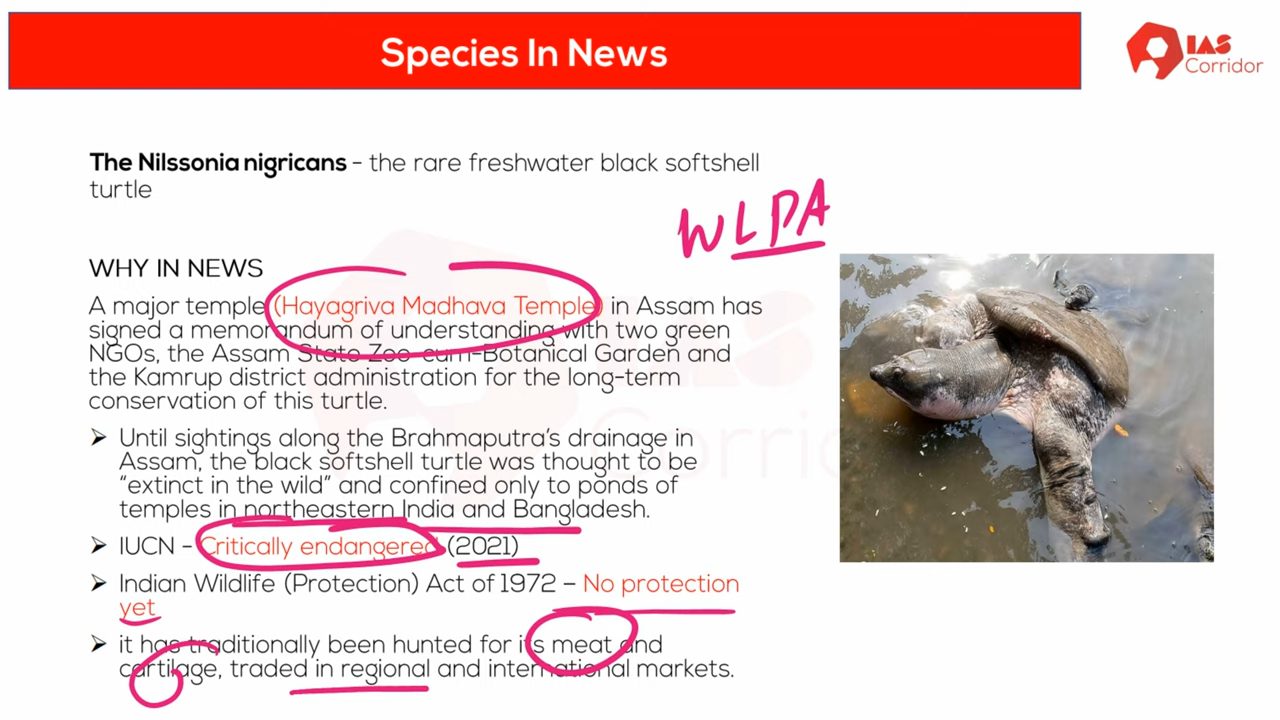 Species In News
IAS
Corridor
The Nilssonia nigricans - the rare freshwater black softshell
turtle
WLPA
WHY IN NEWS
A major temple (Hayagriva Madhava Temple) in Assam has
signed a memorandum of understanding with two green
NGOs, the Assam State Zoo-cum-Botanical Garden and
the Kamrup district administration for the long-term
conservation of this turtle.
➤ Until sightings along the Brahmaputra's drainage in
Assam, the black softshell turtle was thought to be
“extinct in the wild” and confined only to ponds of
temples in northeastern India and Bangladesh.
➤ IUCN - Critically endangered (2021)
➤ Indian Wildlife (Protection) Act of 1972 – No protection
yet
➤ it has traditionally been hunted for its meat and
cartilage, traded in regional and international markets.
IAS
Corridor